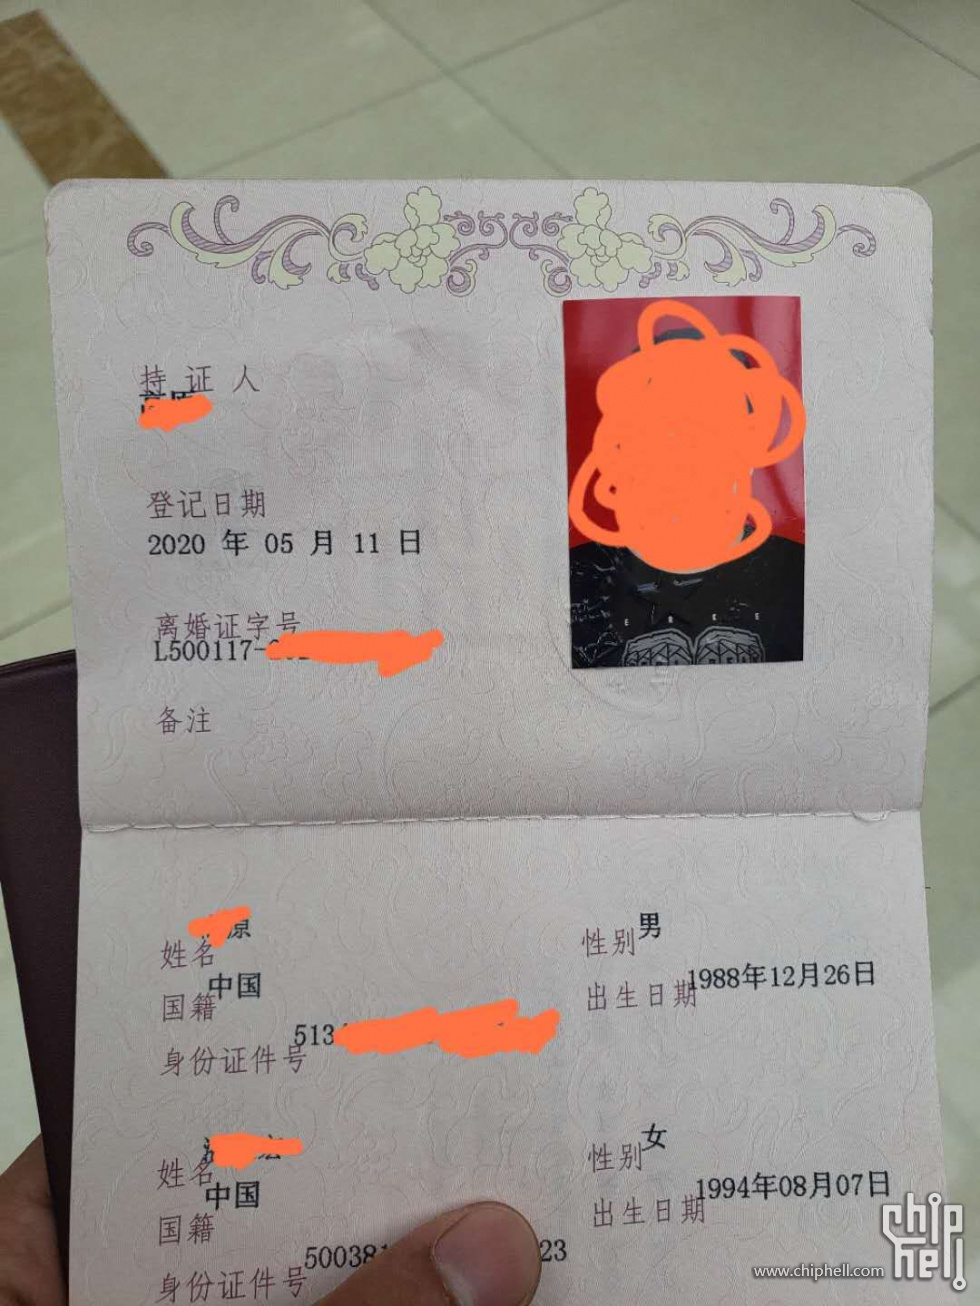 持证人
登记日期
2020 年 05 月 11 日
离婚证字号
L500117-
备注
原
姓名
性别 男
中国
国籍
出生日期 1988年12月26日
513
身份证件号
宏
姓名
性别 女
中国
国籍
出生日期 1994年08月07日
500381 23
身份证件号
ERKE
chip hell
www.chiphell.com